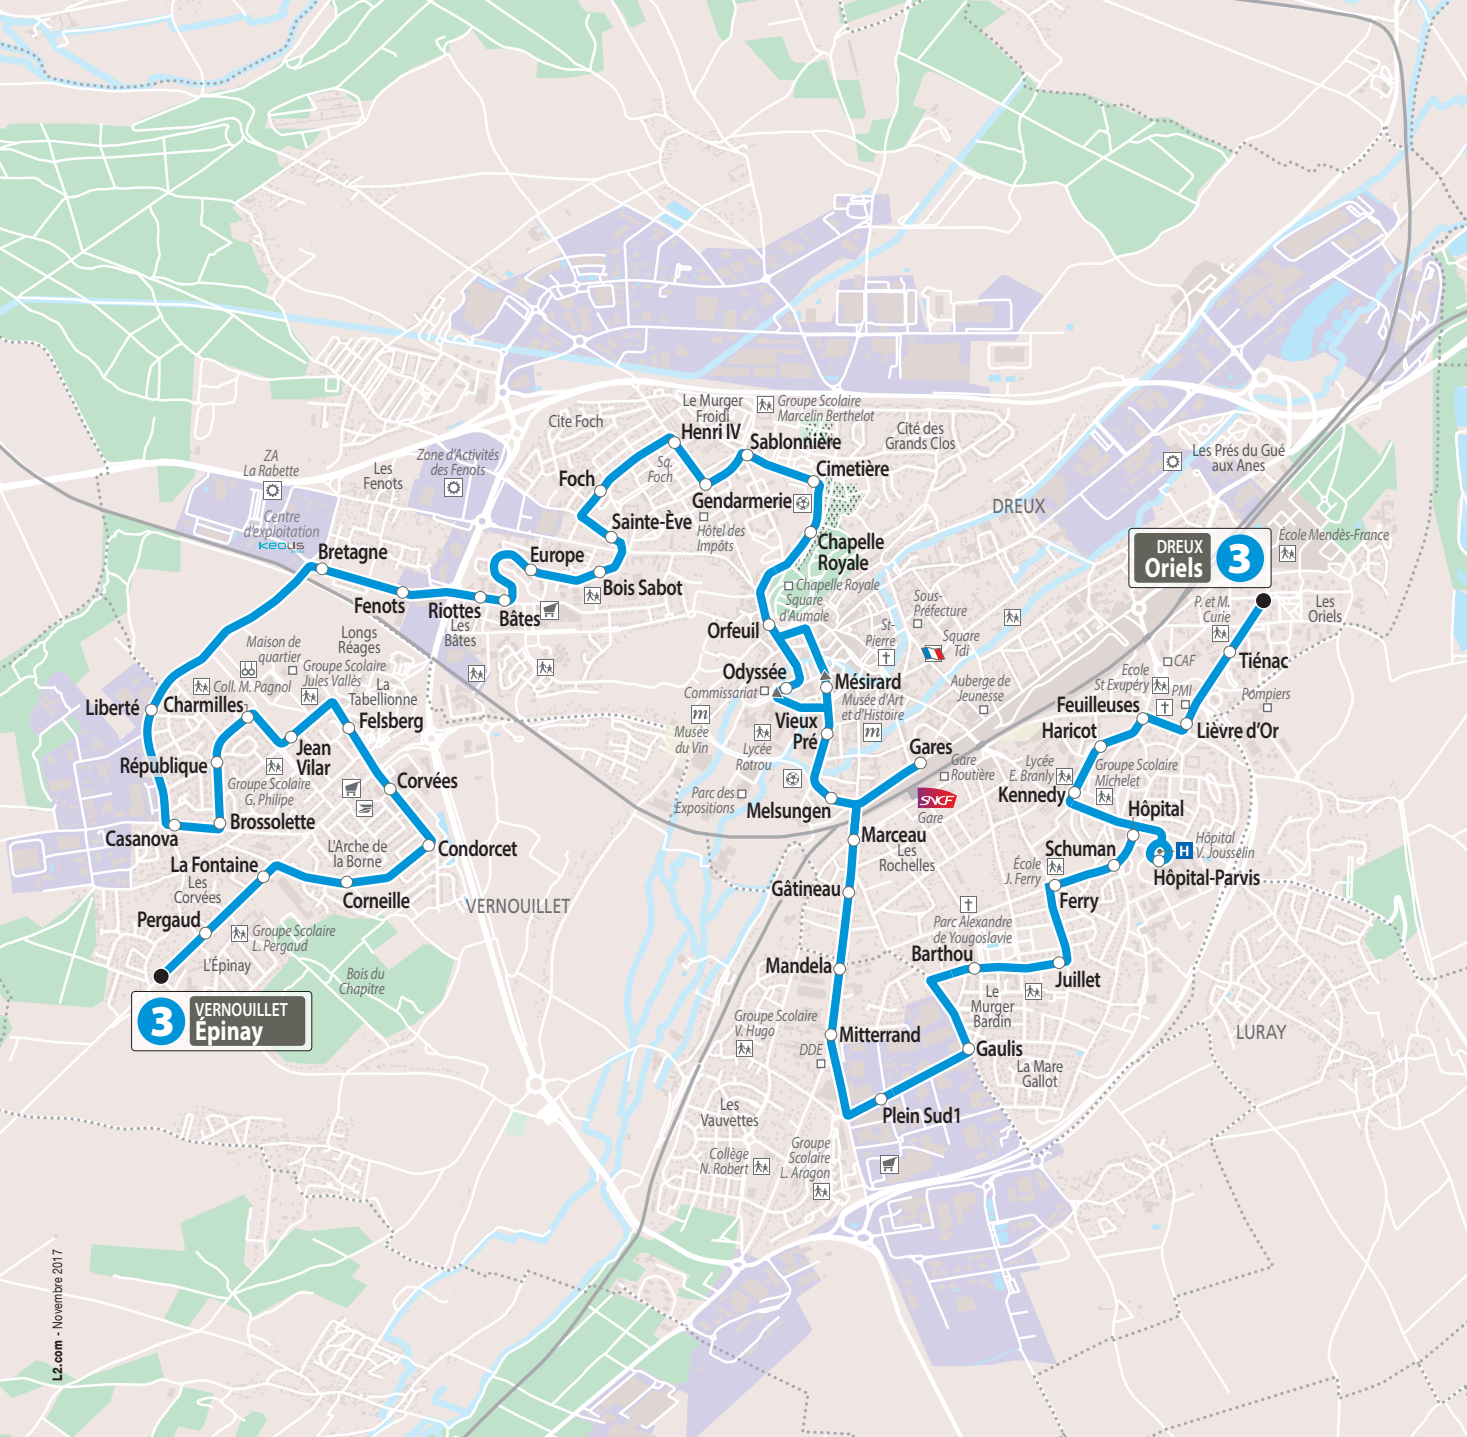 Le Murger
Froidi
Groupe Scolaire
Marcelin Berthelot
Cite Foch
Henri IV
Sablonnière
Cité des
Grands Clos
ZA
La Rabette
Les
Fenots
Zone d'Activités
des Fenots
Sq.
Foch
Foch
Cimetière
Les Prés du Gué
aux Anes
Gendarmerie
DREUX
Centre
d'exploitation
keolis
Sainte-Ève
Hôtel des
Impôts
Chapelle
Royale
École Mendès-France
DREUX
Oriels
3
Bretagne
Europe
Bois Sabot
Chapelle Royale
Square
d'Aumale
Sous-
Préfecture
Fenots
Riottes
Bâtes
Les
Bâtes
P. et M.
Curie
Les
Oriels
Orfeuil
St-
Pierre
Square
Tdi
Longs
Réages
Maison de
quartier
Groupe Scolaire
Jules Vallès
Coll. M. Pagnol
La
Tabellionne
Odyssée
Commissariat
Mésirard
Musée d'Art
et d'Histoire
Auberge de
Jeunesse
Ecole
St Exupéry
CAF
PMI
Tiénac
Pompiers
Liberté
Charmilles
Felsberg
Vieux
Pré
Musée
du Vin
Lycée
Rotrou
Feuilleuses
Haricot
Lièvre d'Or
Jean
Vilar
République
Groupe Scolaire
G. Philipe
Corvées
Gares
Gare
Routière
Lycée
E. Branly
Groupe Scolaire
Michelet
Kennedy
Parc des
Expositions
Melsungen
SNCF
Gare
Hôpital
Brossolette
Casanova
L'Arche de
la Borne
Condorcet
Marceau
Les
Rochelles
Schuman
H
Hôpital
V. Jousselin
Hôpital-Parvis
La Fontaine
Les
Corvées
Corneille
Gâtineau
École
J. Ferry
Ferry
VERNOUILLET
Pergaud
Groupe Scolaire
L. Pergaud
Parc Alexandre
de Yougoslavie
Barthou
L'Épinay
Bois du
Chapitre
Mandela
Juillet
Le
Murger
Bardin
3
VERNOUILLET
Épinay
Groupe Scolaire
V. Hugo
DDE
Mitterrand
Gaulis
LURAY
La Mare
Gallot
Les
Vauvettes
Plein Sud1
Collège
N. Robert
Groupe
Scolaire
L. Aragon
L2.com - Novembre 2017